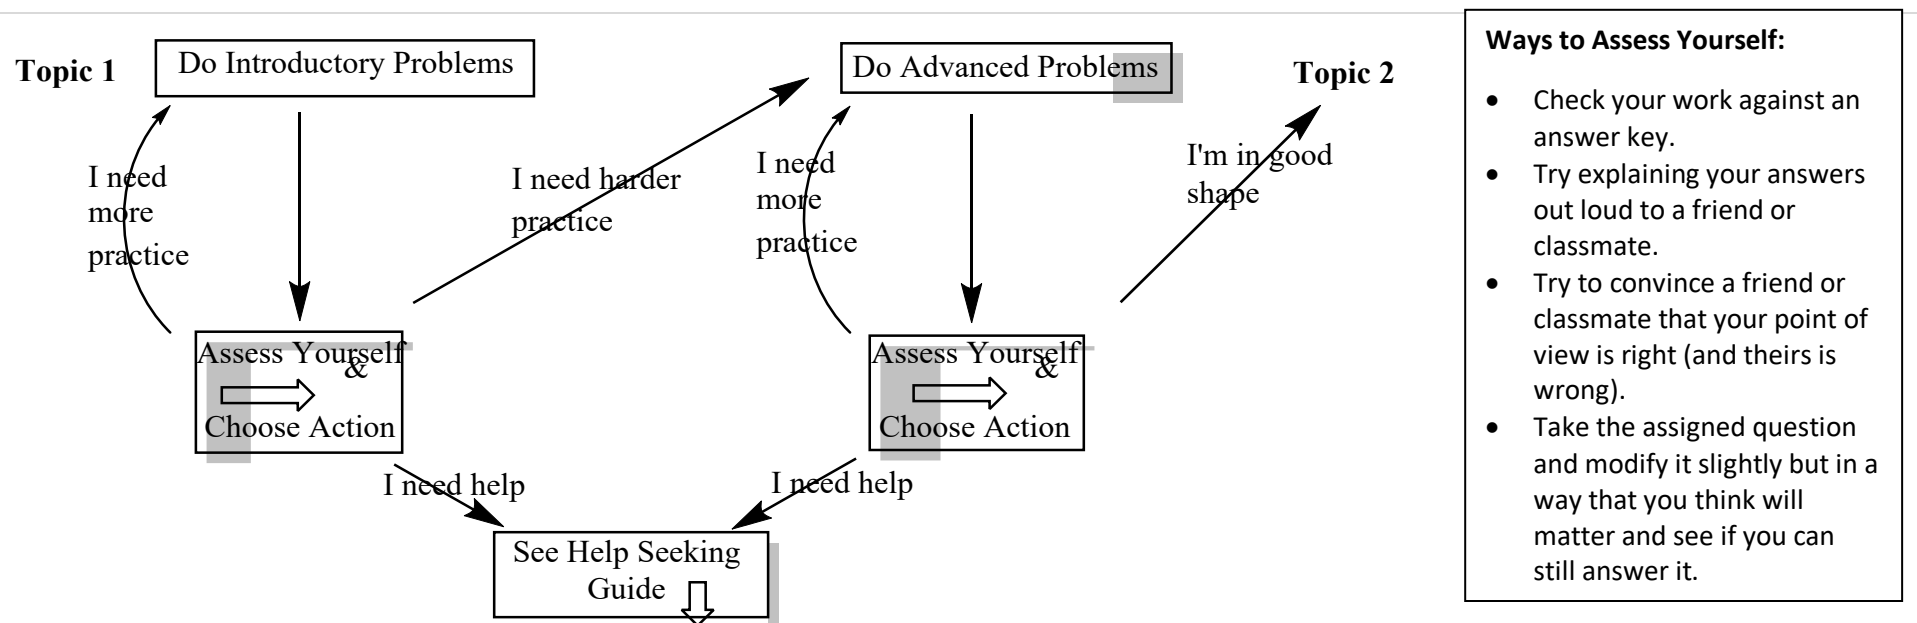 Topic 1
Do Introductory Problems
I need
more
practice
I need harder
practice
Assess Yourself
&
Choose Action
I need help
Do Advanced Problems
I need
more
practice
Topic 2
I'm in good
shape
Assess Yourself
&
Choose Action
I need help
See Help Seeking
Guide
Ways to Assess Yourself:
• Check your work against an
answer key.
• Try explaining your answers
out loud to a friend or
classmate.
• Try to convince a friend or
classmate that your point of
view is right (and theirs is
wrong).
• Take the assigned question
and modify it slightly but in a
way that you think will
matter and see if you can
still answer it.